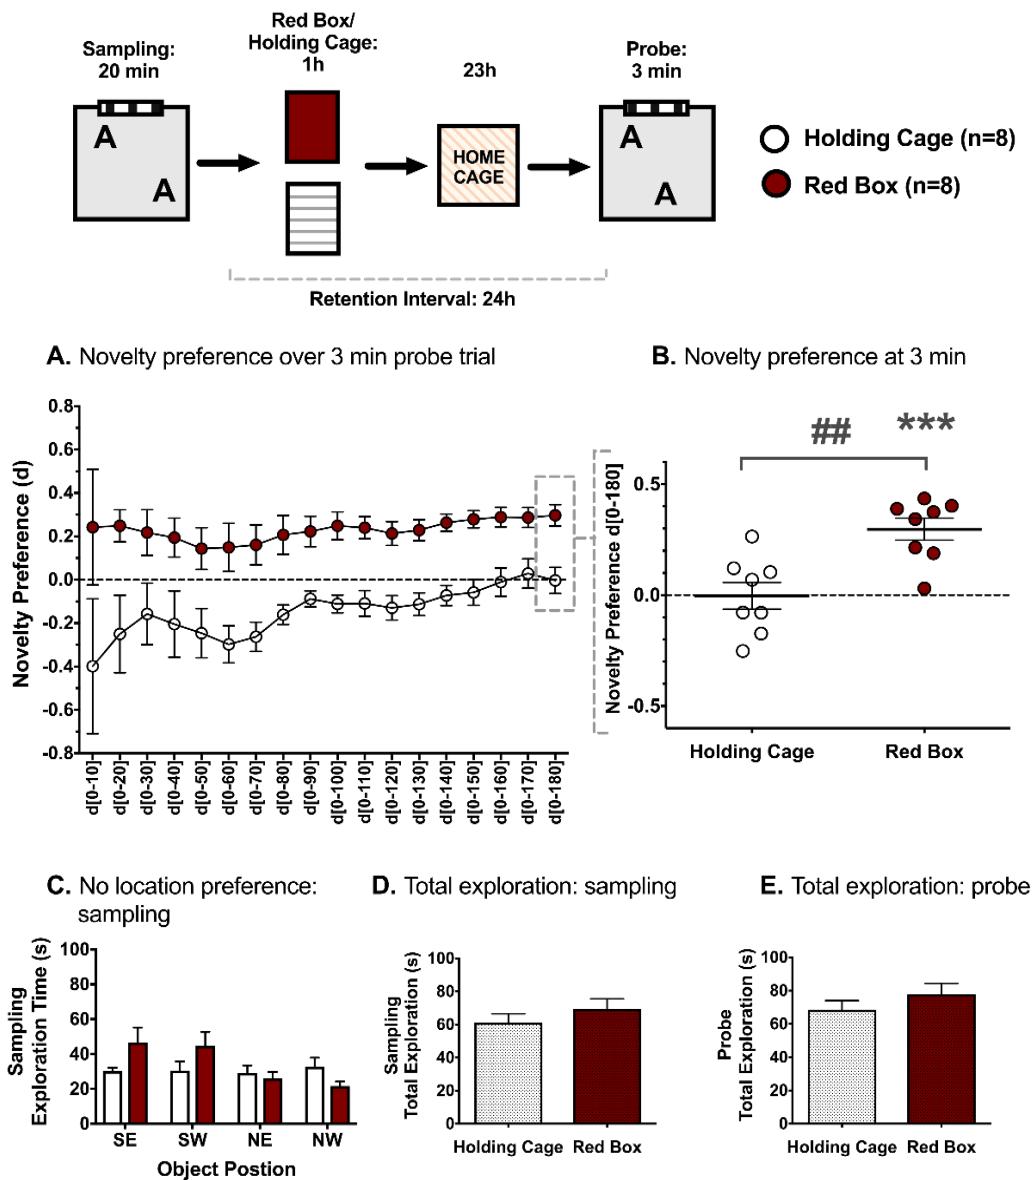 Sampling:
20 min
Red Box/
Holding Cage:
1h
23h
Probe:
3 min
A
A
HOME
CAGE
A
A
Holding Cage (n=8)
Red Box (n=8)
Retention Interval: 24h
A. Novelty preference over 3 min probe trial
Novelty Preference (d)
0.8
0.6
0.4
0.2
0.0
-0.2
-0.4
-0.6
-0.8
d[0-10]
d[0-20]
d[0-30]
d[0-40]
d[0-50]
d[0-60]
d[0-70]
d[0-80]
d[0-90]
d[0-100]
d[0-110]
d[0-120]
d[0-130]
d[0-140]
d[0-150]
d[0-160]
d[0-170]
d[0-180]
B. Novelty preference at 3 min
## ***
Novelty Preference d[0-180]
0.5
0.0
-0.5
Holding Cage Red Box
C. No location preference:
sampling
Sampling
Exploration Time (s)
100
80
60
40
20
0
SE SW NE NW
Object Postion
D. Total exploration: sampling
Sampling
Total Exploration (s)
100
80
60
40
20
0
Holding Cage Red Box
E. Total exploration: probe
Probe
Total Exploration (s)
100
80
60
40
20
0
Holding Cage Red Box